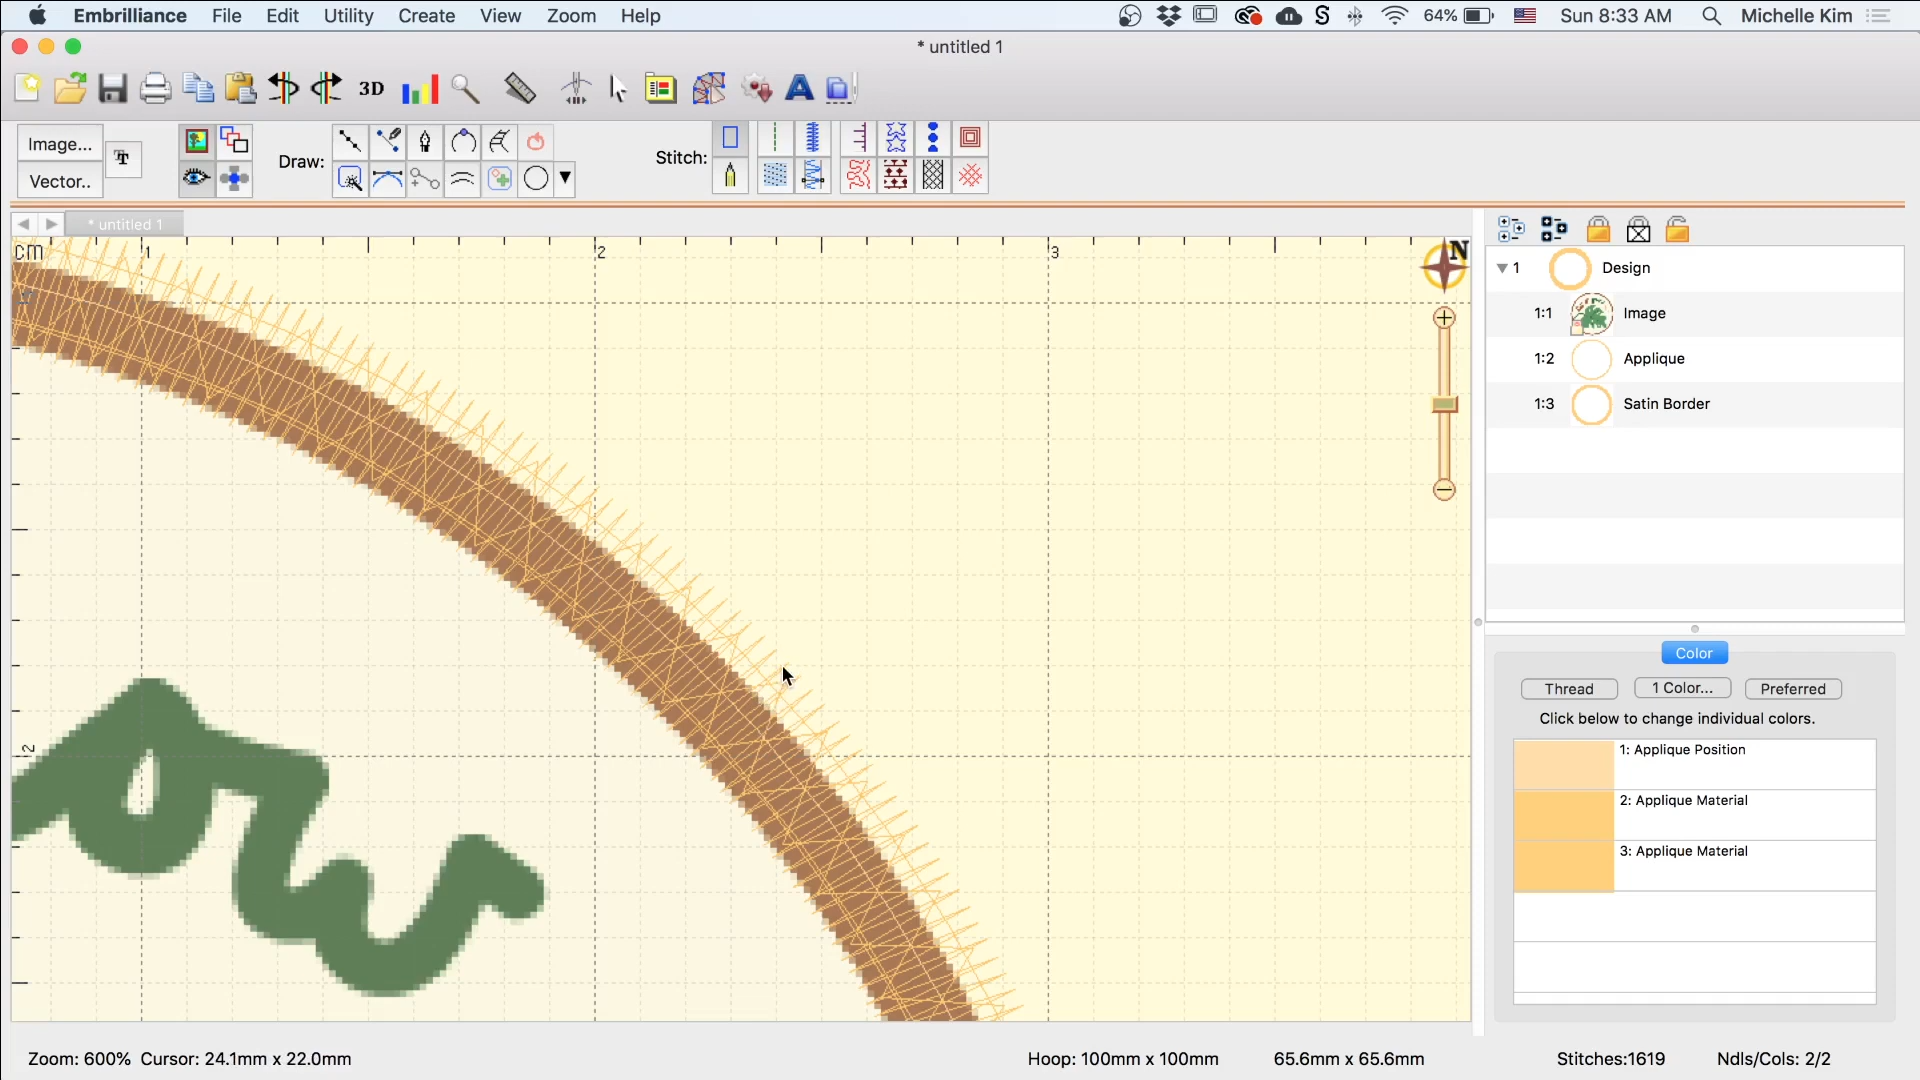 Embrilliance File Edit Utility Create View Zoom Help 64% Sun 8:33 AM Michelle Kim
* untitled 1
3D
Image...
Vector..
Draw:
Stitch:
* untitled 1
cm 1 2 3
N
2
1 Design
1:1 Image
1:2 Applique
1:3 Satin Border
Color
Thread 1 Color... Preferred
Click below to change individual colors.
1: Applique Position
2: Applique Material
3: Applique Material
Zoom: 600% Cursor: 24.1mm x 22.0mm Hoop: 100mm x 100mm 65.6mm x 65.6mm Stitches:1619 Ndls/Cols: 2/2